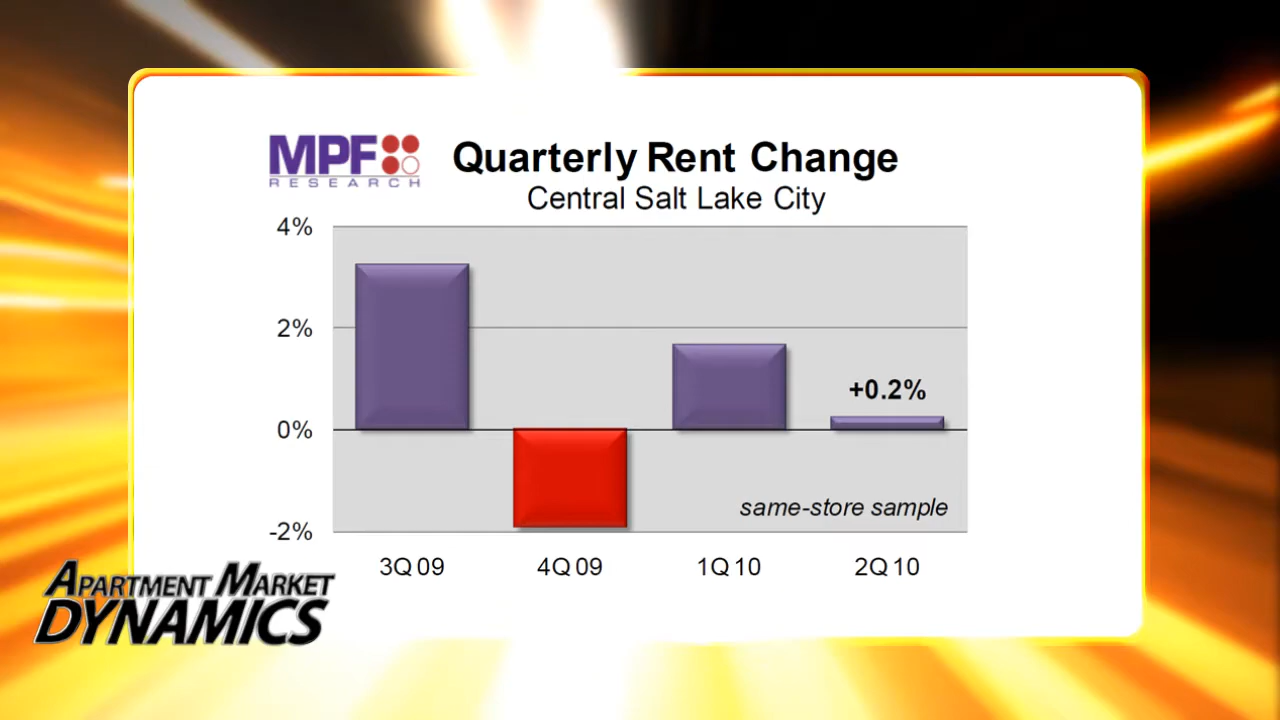 MPF
RESEARCH
Quarterly Rent Change
Central Salt Lake City
4%
2%
+0.2%
0%
same-store sample
-2%
3Q 09 4Q 09 1Q 10 2Q 10
APARTMENT MARKET
DYNAMICS